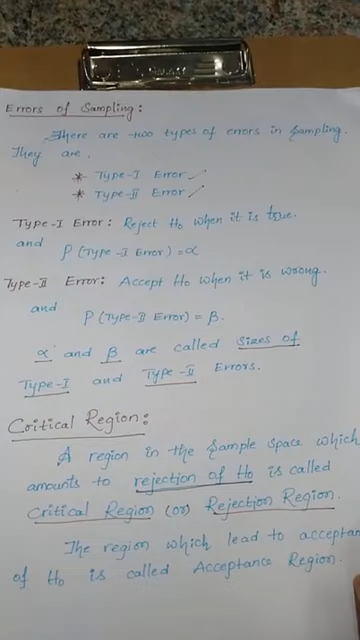 Errors of Sampling:
There are two types of errors in Sampling.
They are.
* Type-I Error
* Type-II Error
Type-I Error: Reject H0 when it is true.
and
P(Type-I Error) = α
Type-II Error: Accept H0 when it is wrong.
and
P(Type-II Error) = β.
α and β are called Sizes of
Type-I and Type-II Errors.
Critical Region:
A region in the Sample Space which
amounts to rejection of H0 is called
Critical Region (or) Rejection Region.
The region which lead to acceptan
of H0 is called Acceptance Region.